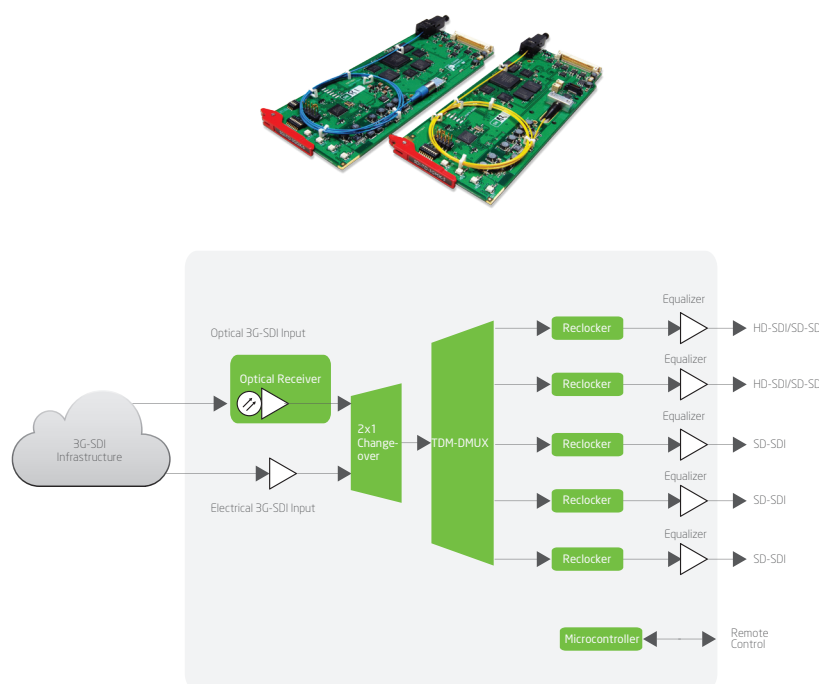 Equalizer
Optical 3G-SDI Input
Reclocker
HD-SDI/SD-SD
Equalizer
Optical Receiver
Reclocker
HD-SDI/SD-SD
Equalizer
3G-SDI
Infrastructure
2x1
Change-
over
TDM-DMUX
Reclocker
SD-SDI
Equalizer
Electrical 3G-SDI Input
Reclocker
SD-SDI
Equalizer
Reclocker
SD-SDI
Microcontroller
Remote
Control